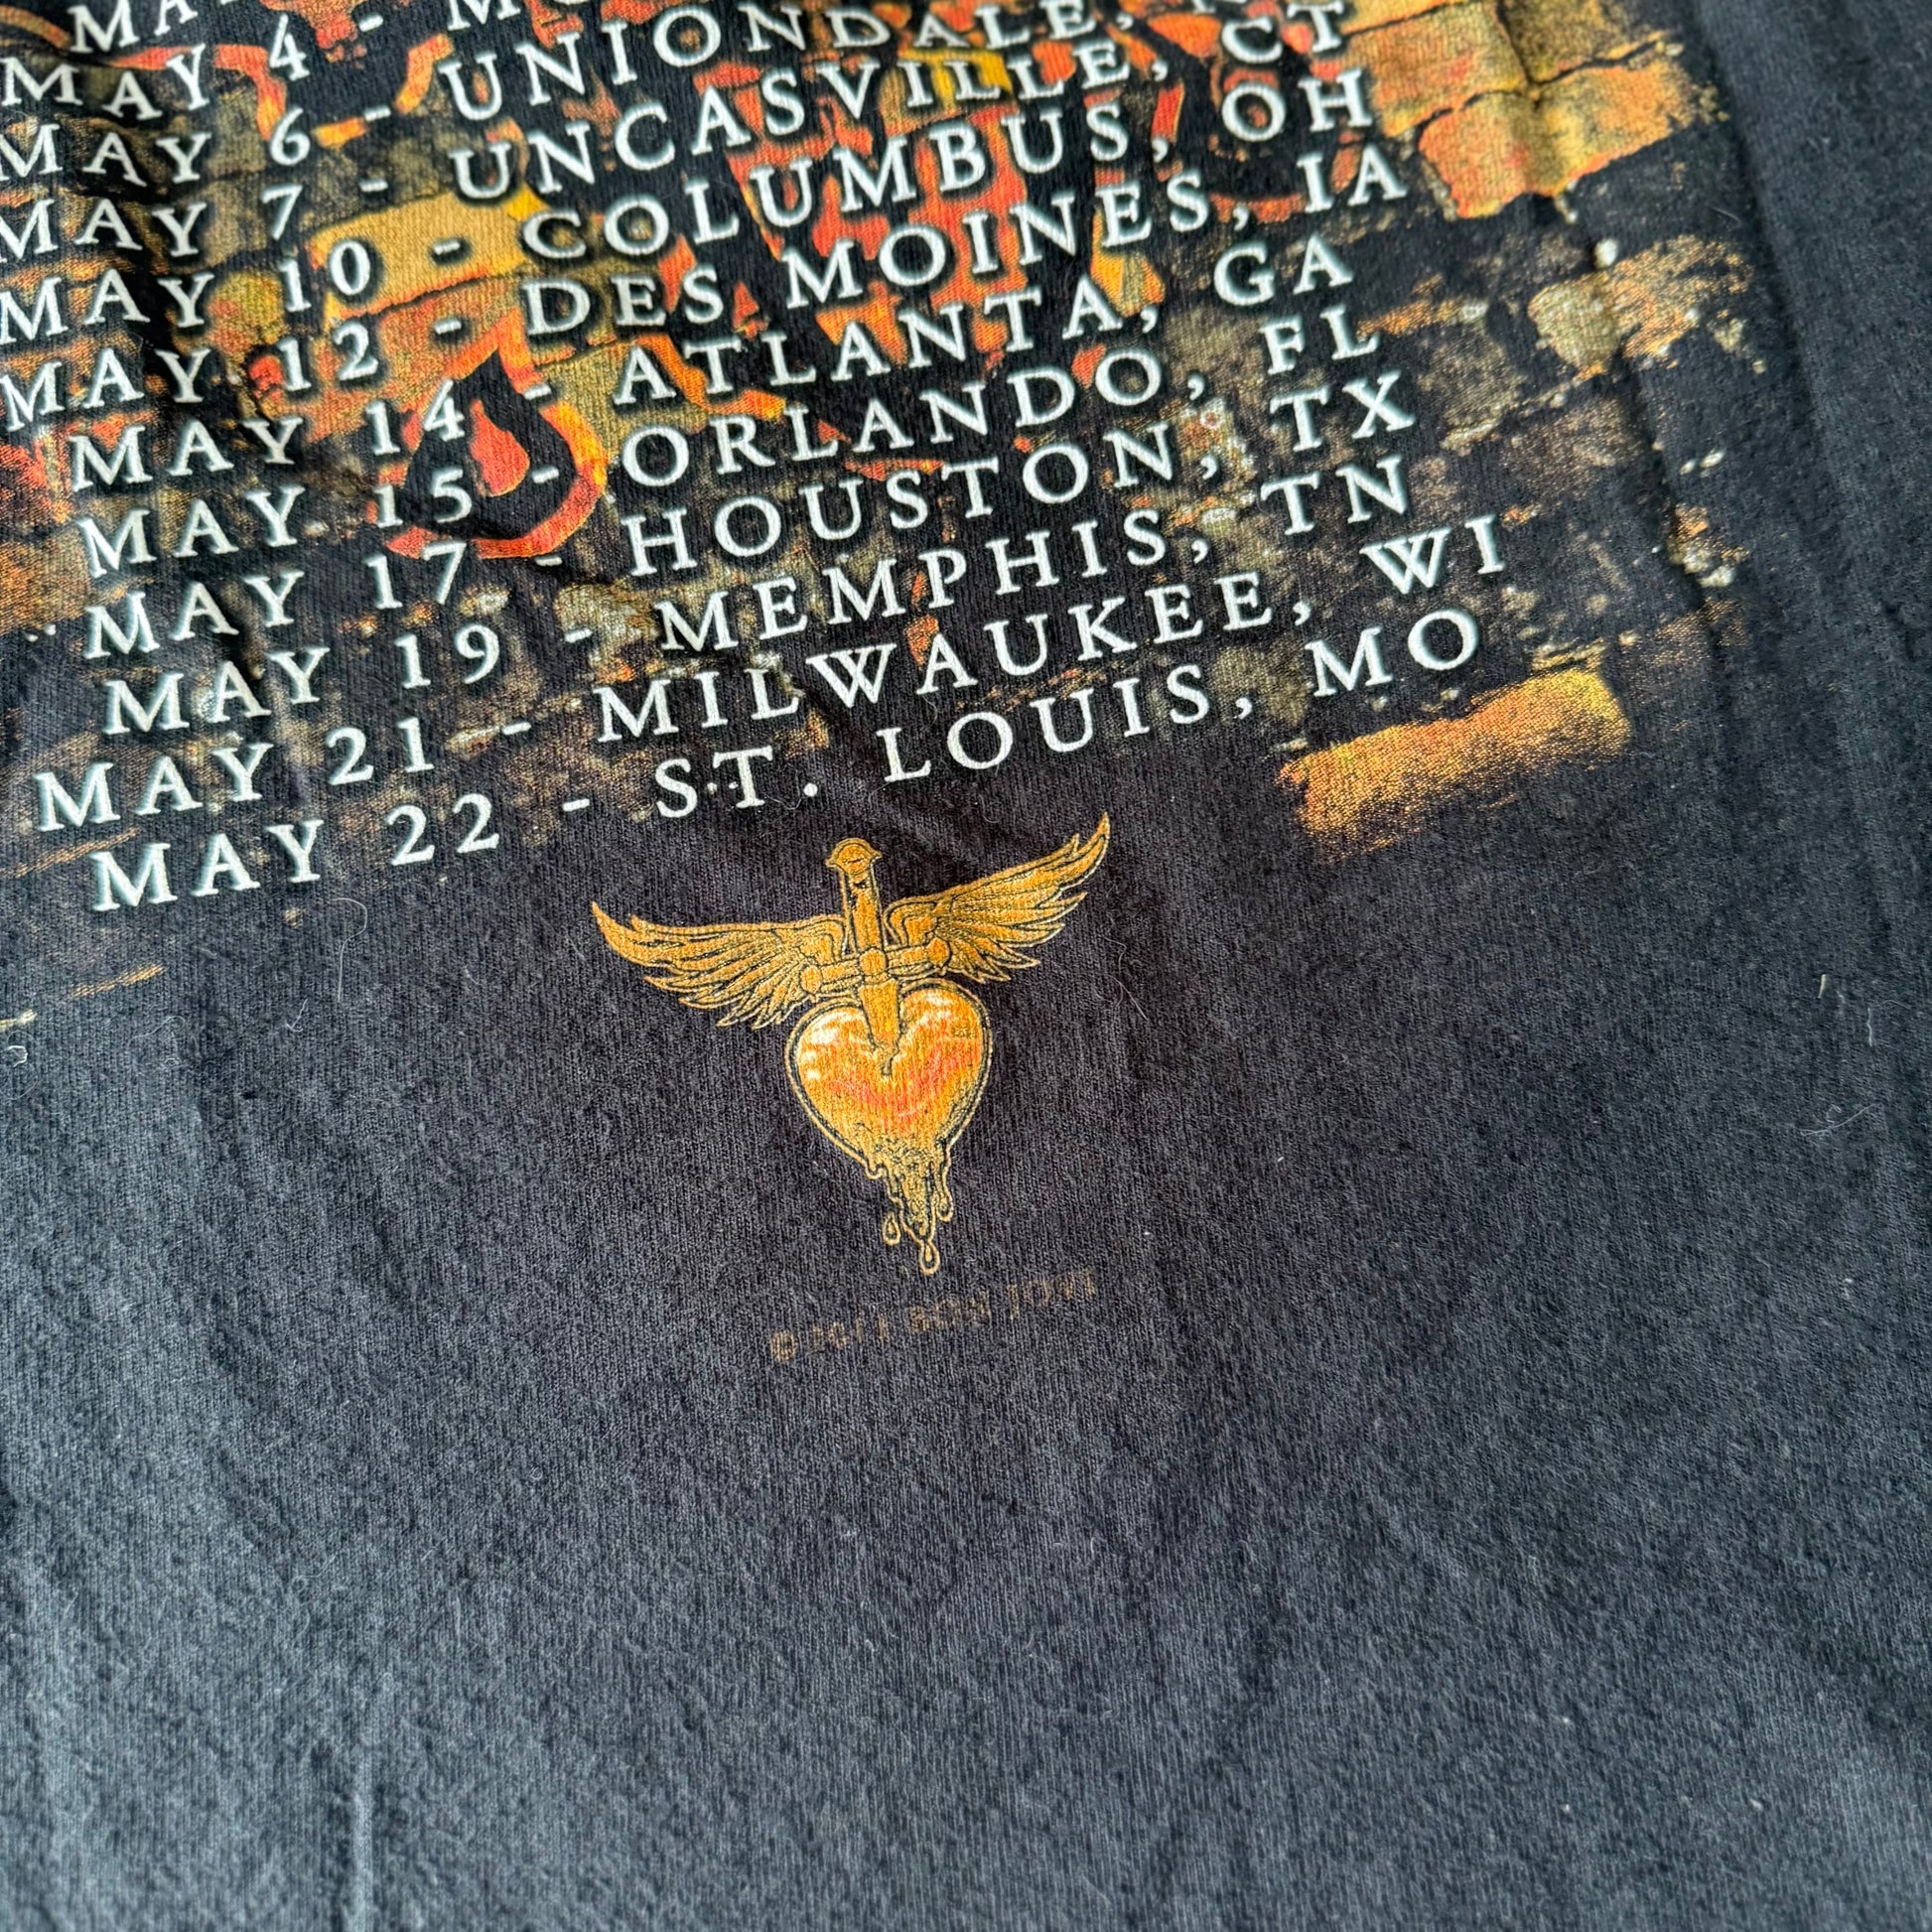 MAY 4 -
MAY 6 - UNIONDALE,
MAY 7 - UNCASVILLE, CT
MAY 10 - COLUMBUS, OH
MAY 12 - DES MOINES, IA
MAY 14 - ATLANTA, GA
MAY 15 - ORLANDO, FL
MAY 17 - HOUSTON, TX
MAY 19 - MEMPHIS, TN
MAY 21 - MILWAUKEE, WI
MAY 22 - ST. LOUIS, MO
© BON JOVI